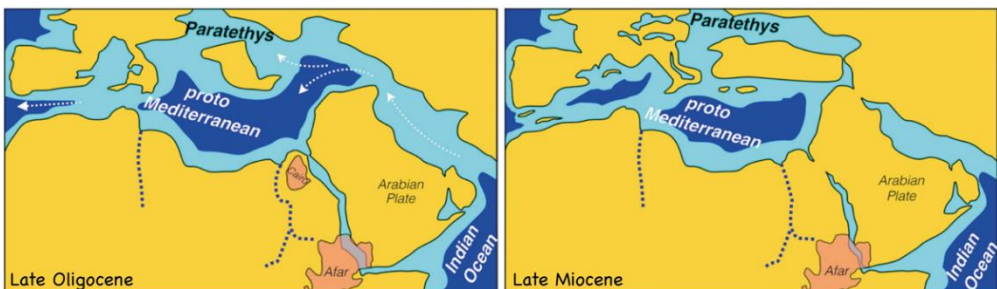 Paratethys
proto
Mediterranean
Cairo
Arabian
Plate
Afar
Indian
Ocean
Late Oligocene
Paratethys
proto
Mediterranean
Arabian
Plate
Afar
Indian
Ocean
Late Miocene